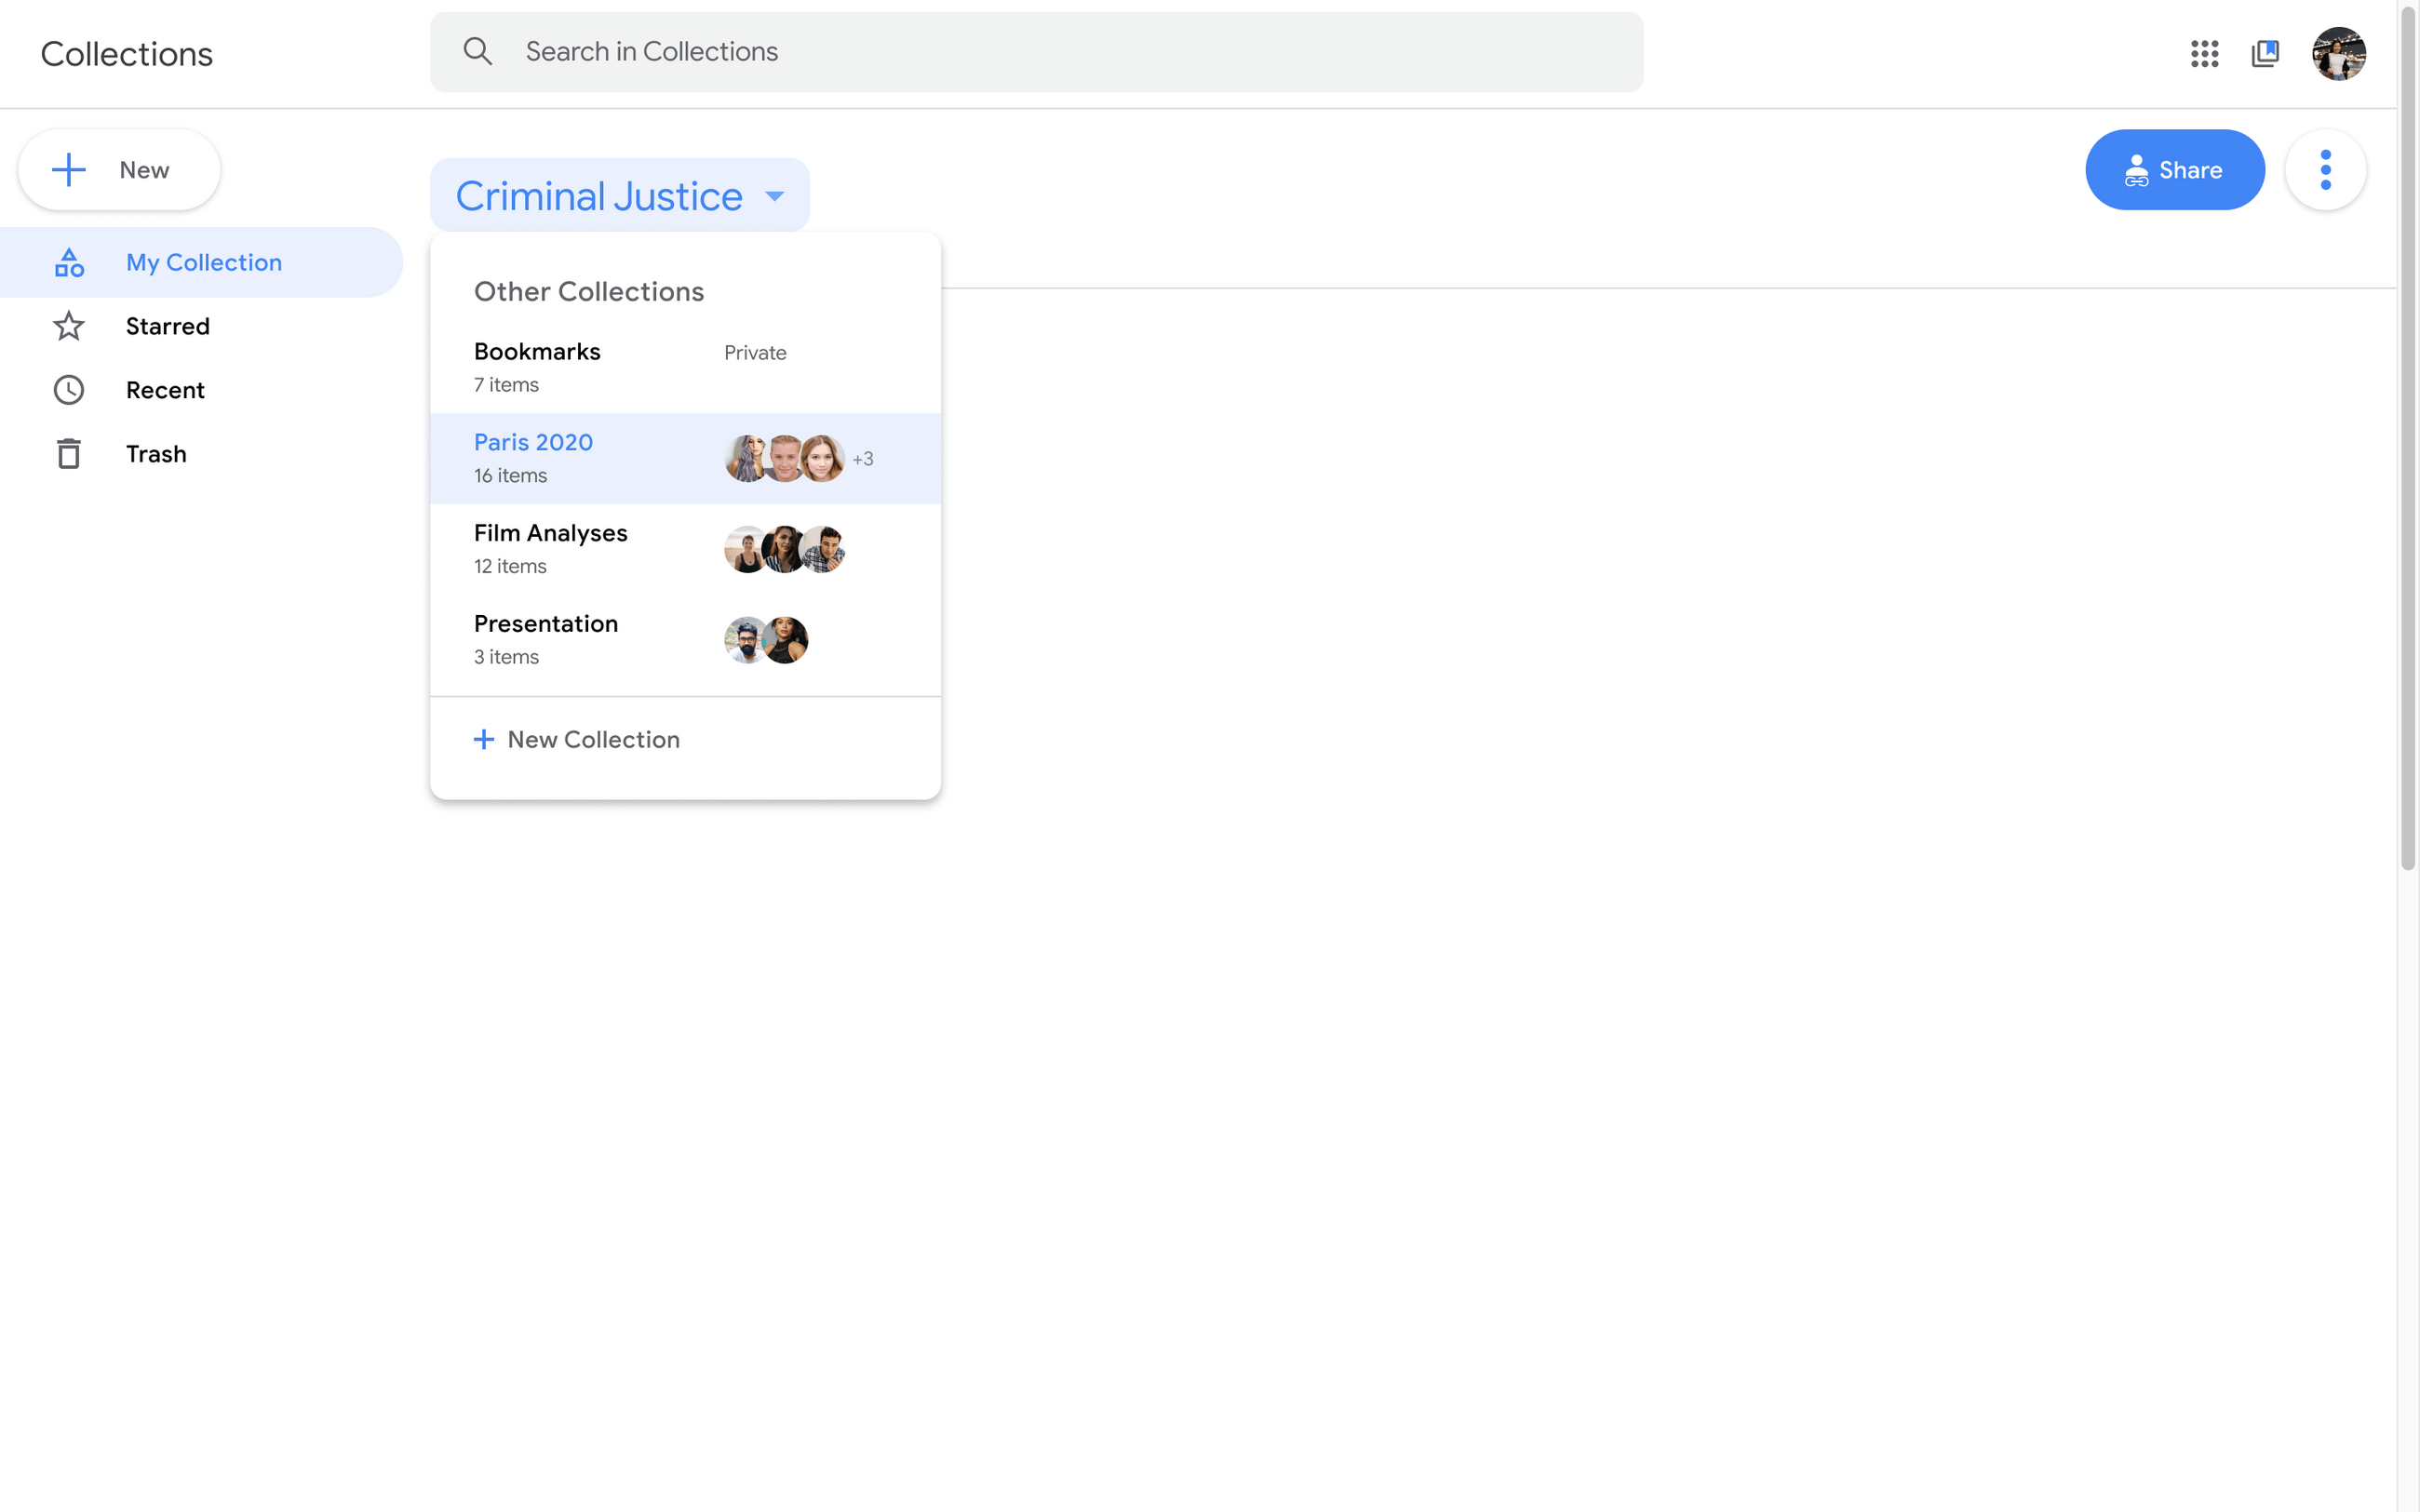 Collections
Search in Collections
New
Criminal Justice
Share
My Collection
Starred
Recent
Trash
Other Collections
Bookmarks
Private
7 items
Paris 2020
16 items
+3
Film Analyses
12 items
Presentation
3 items
New Collection